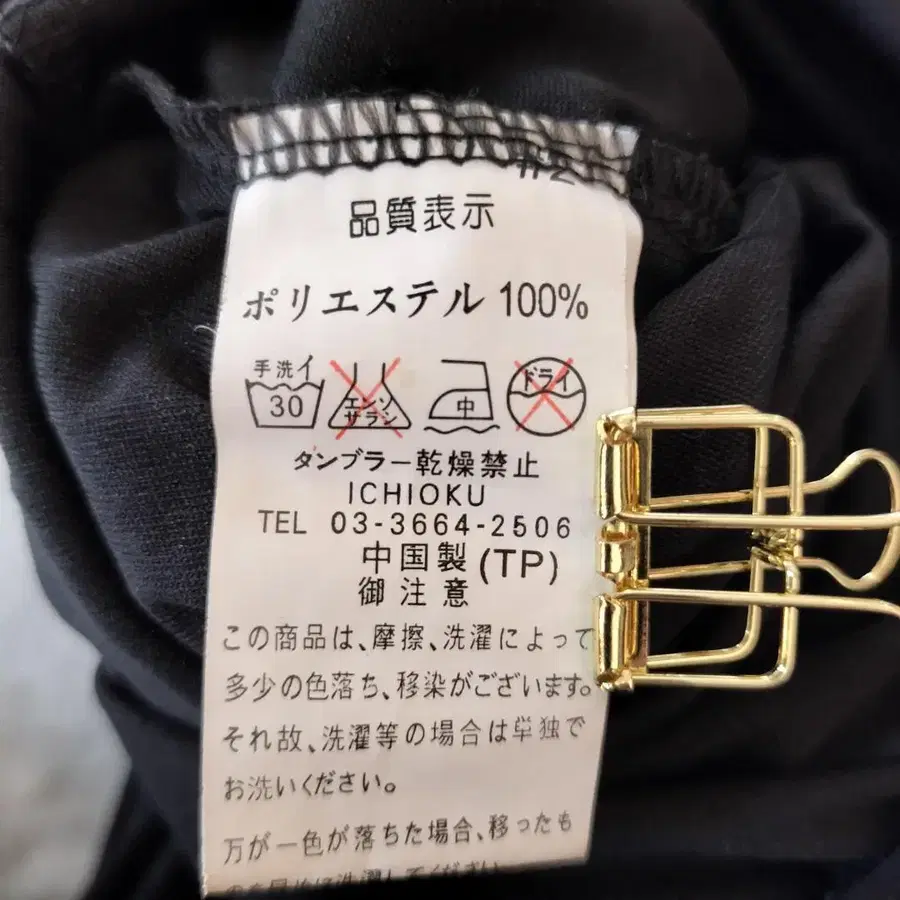 品質表示
ポリエステル 100%
手洗イ
30
エンソ
サラン
中
ドライ
タンブラー乾燥禁止
ICHIOKU
TEL 03-3664-2506
中国製(TP)
御注意
この商品は、摩擦、洗濯によって
多少の色落ち、移染がございます。
それ故、洗濯等の場合は単独で
お洗いください。
万が一色が落ちた場合、移ったも